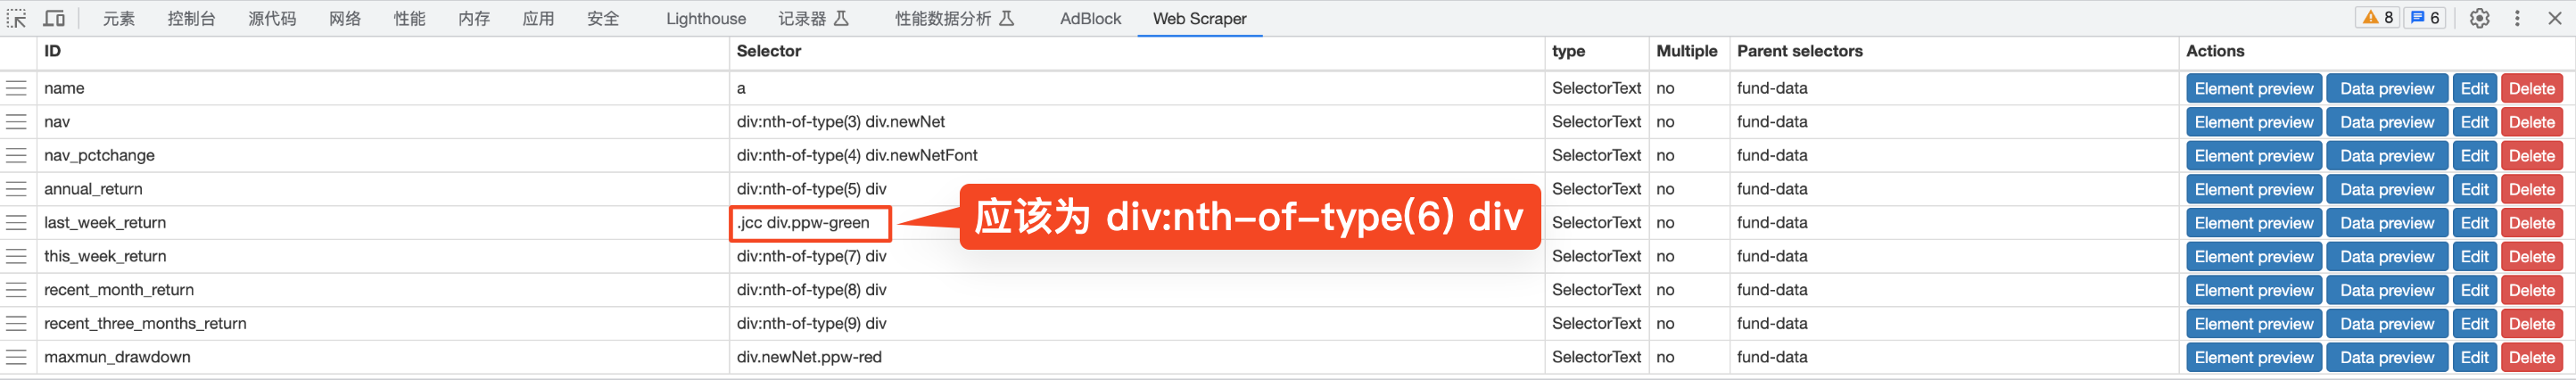 元素 控制台 源代码 网络 性能 内存 应用 安全 Lighthouse 记录器 性能数据分析 AdBlock Web Scraper 8 6
ID Selector type Multiple Parent selectors Actions
name a SelectorText no fund-data Element preview Data preview Edit Delete
nav div:nth-of-type(3) div.newNet SelectorText no fund-data Element preview Data preview Edit Delete
nav_pctchange div:nth-of-type(4) div.newNetFont SelectorText no fund-data Element preview Data preview Edit Delete
annual_return div:nth-of-type(5) div SelectorText no fund-data Element preview Data preview Edit Delete
last_week_return .jcc div.ppw-green 应该为 div:nth-of-type(6) div SelectorText no fund-data Element preview Data preview Edit Delete
this_week_return div:nth-of-type(7) div SelectorText no fund-data Element preview Data preview Edit Delete
recent_month_return div:nth-of-type(8) div SelectorText no fund-data Element preview Data preview Edit Delete
recent_three_months_return div:nth-of-type(9) div SelectorText no fund-data Element preview Data preview Edit Delete
maxmun_drawdown div.newNet.ppw-red SelectorText no fund-data Element preview Data preview Edit Delete